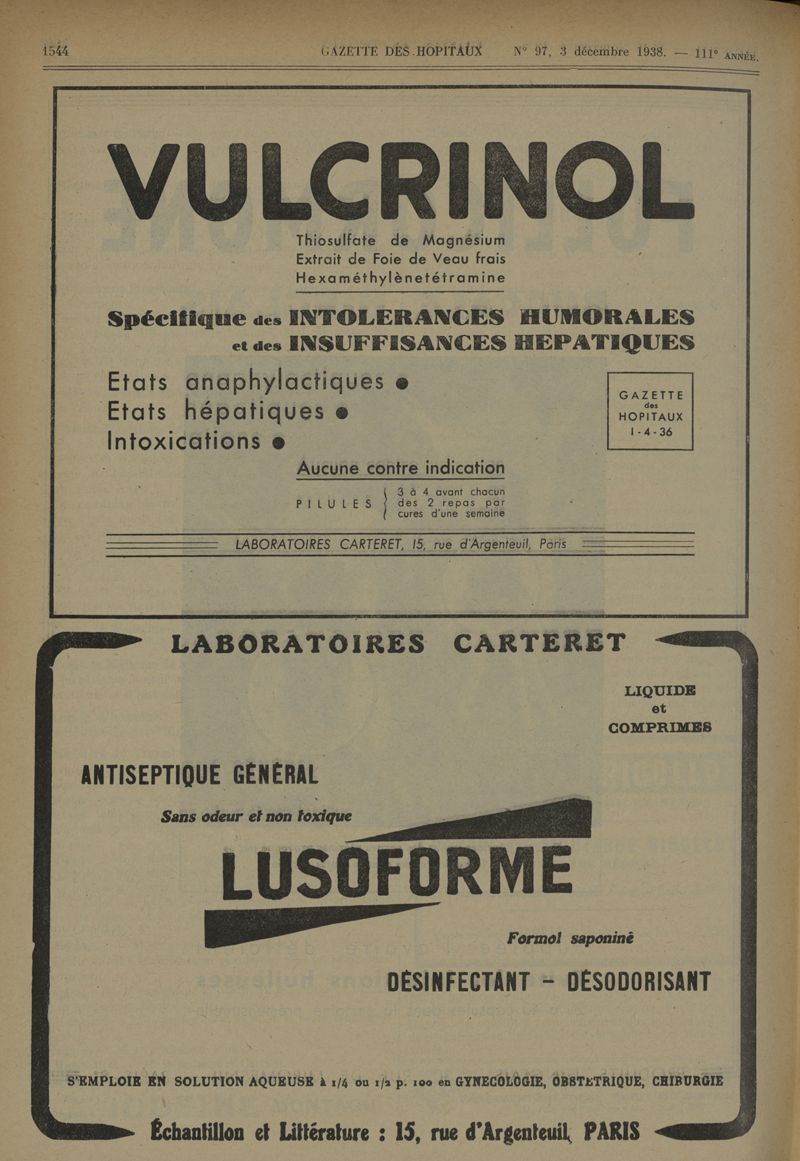 1544
GAZETTE DES HOPITAUX N° 97, 3 décembre 1938. — 111e ANNÉE.
VULCRINOL
Thiosulfate de Magnésium
Extrait de Foie de Veau frais
Hexaméthylènetétramine
Spécifique des INTOLERANCES HUMORALES
et des INSUFFISANCES HEPATIQUES
Etats anaphylactiques •
Etats hépatiques •
Intoxications •
GAZETTE
des
HOPITAUX
1-4-36
Aucune contre indication
PILULES
3 à 4 avant chacun
des 2 repas par
cures d'une semaine
LABORATOIRES CARTERET, 15, rue d'Argenteuil, Paris
LABORATOIRES CARTERET
LIQUIDE
et
COMPRIMES
ANTISEPTIQUE GÉNÉRAL
Sans odeur et non toxique
LUSOFORME
Formol saponiné
DÉSINFECTANT - DÉSODORISANT
S'EMPLOIE EN SOLUTION AQUEUSE à 1/4 ou 1/2 p. 100 en GYNECOLOGIE, OBSTETRIQUE, CHIRURGIE
Échantillon et Littérature : 15, rue d'Argenteuil, PARIS